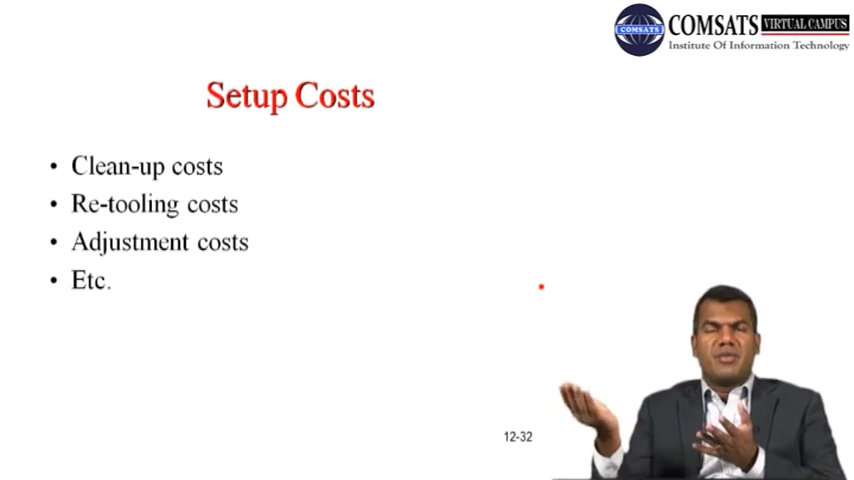 COMSATS VIRTUAL CAMPUS
Institute Of Information Technology
COMSATS
Setup Costs
• Clean-up costs
• Re-tooling costs
• Adjustment costs
• Etc.
12-32